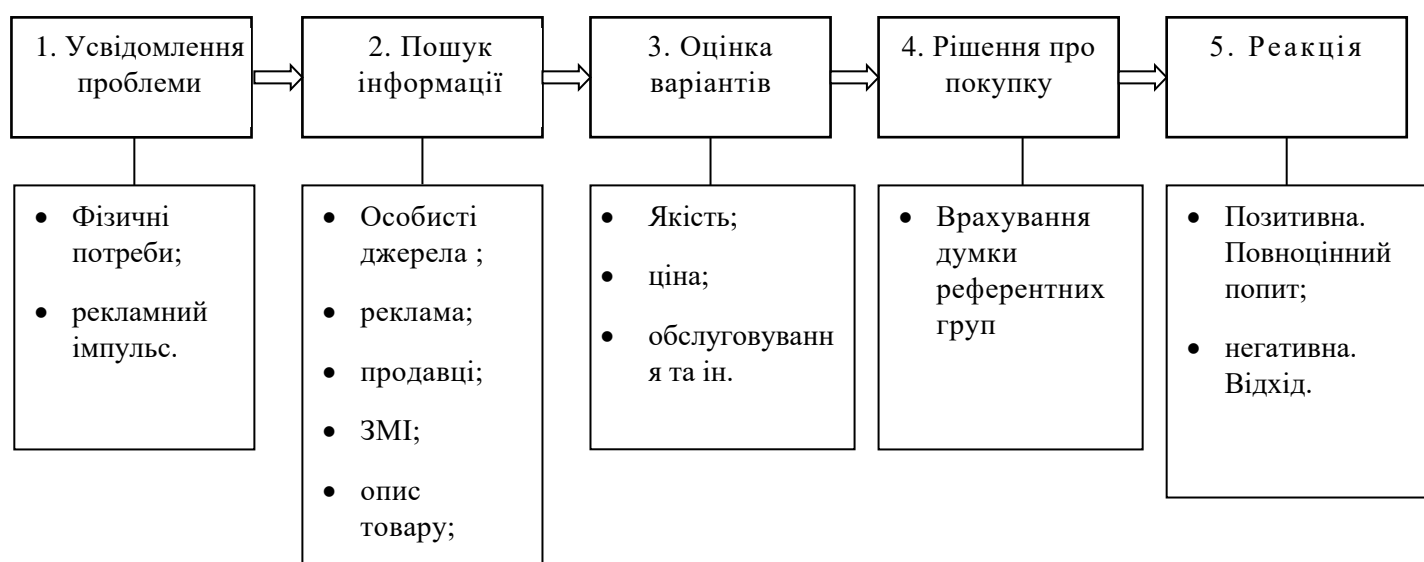 1. Усвідомлення
проблеми
2. Пошук
інформації
3. Оцінка
варіантів
4. Рішення про
покупку
5. Реакція
• Фізичні
потреби;
• рекламний
імпульс.
• Особисті
джерела ;
• реклама;
• продавці;
• ЗМІ;
• опис
товару;
• Якість;
• ціна;
• обслуговуванн
я та ін.
• Врахування
думки
референтних
груп
• Позитивна.
Повноцінний
попит;
• негативна.
Відхід.